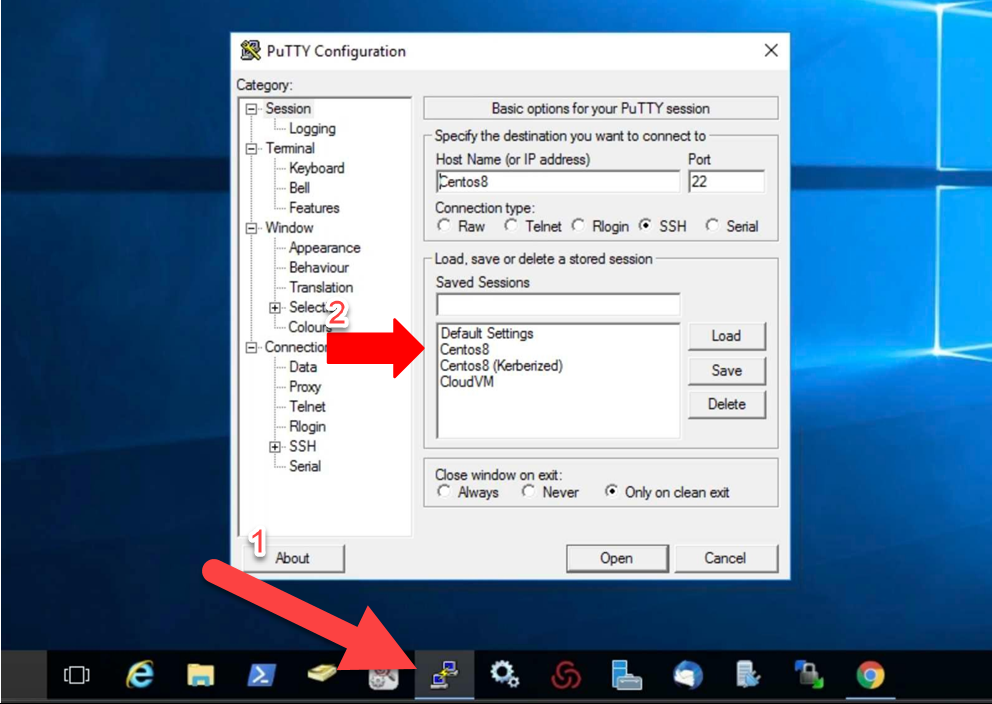 PuTTY Configuration
Category:
Session
Logging
Terminal
Keyboard
Bell
Features
Window
Appearance
Behaviour
Translation
Select
Colours
Connection
Data
Proxy
Telnet
Rlogin
SSH
Serial
Basic options for your PuTTY session
Specify the destination you want to connect to
Host Name (or IP address) Port
Centos8 22
Connection type:
Raw Telnet Rlogin SSH Serial
Load, save or delete a stored session
Saved Sessions
Default Settings
Centos8
Centos8 (Kerberized)
CloudVM
Load
Save
Delete
Close window on exit:
Always Never Only on clean exit
About Open Cancel
2
1